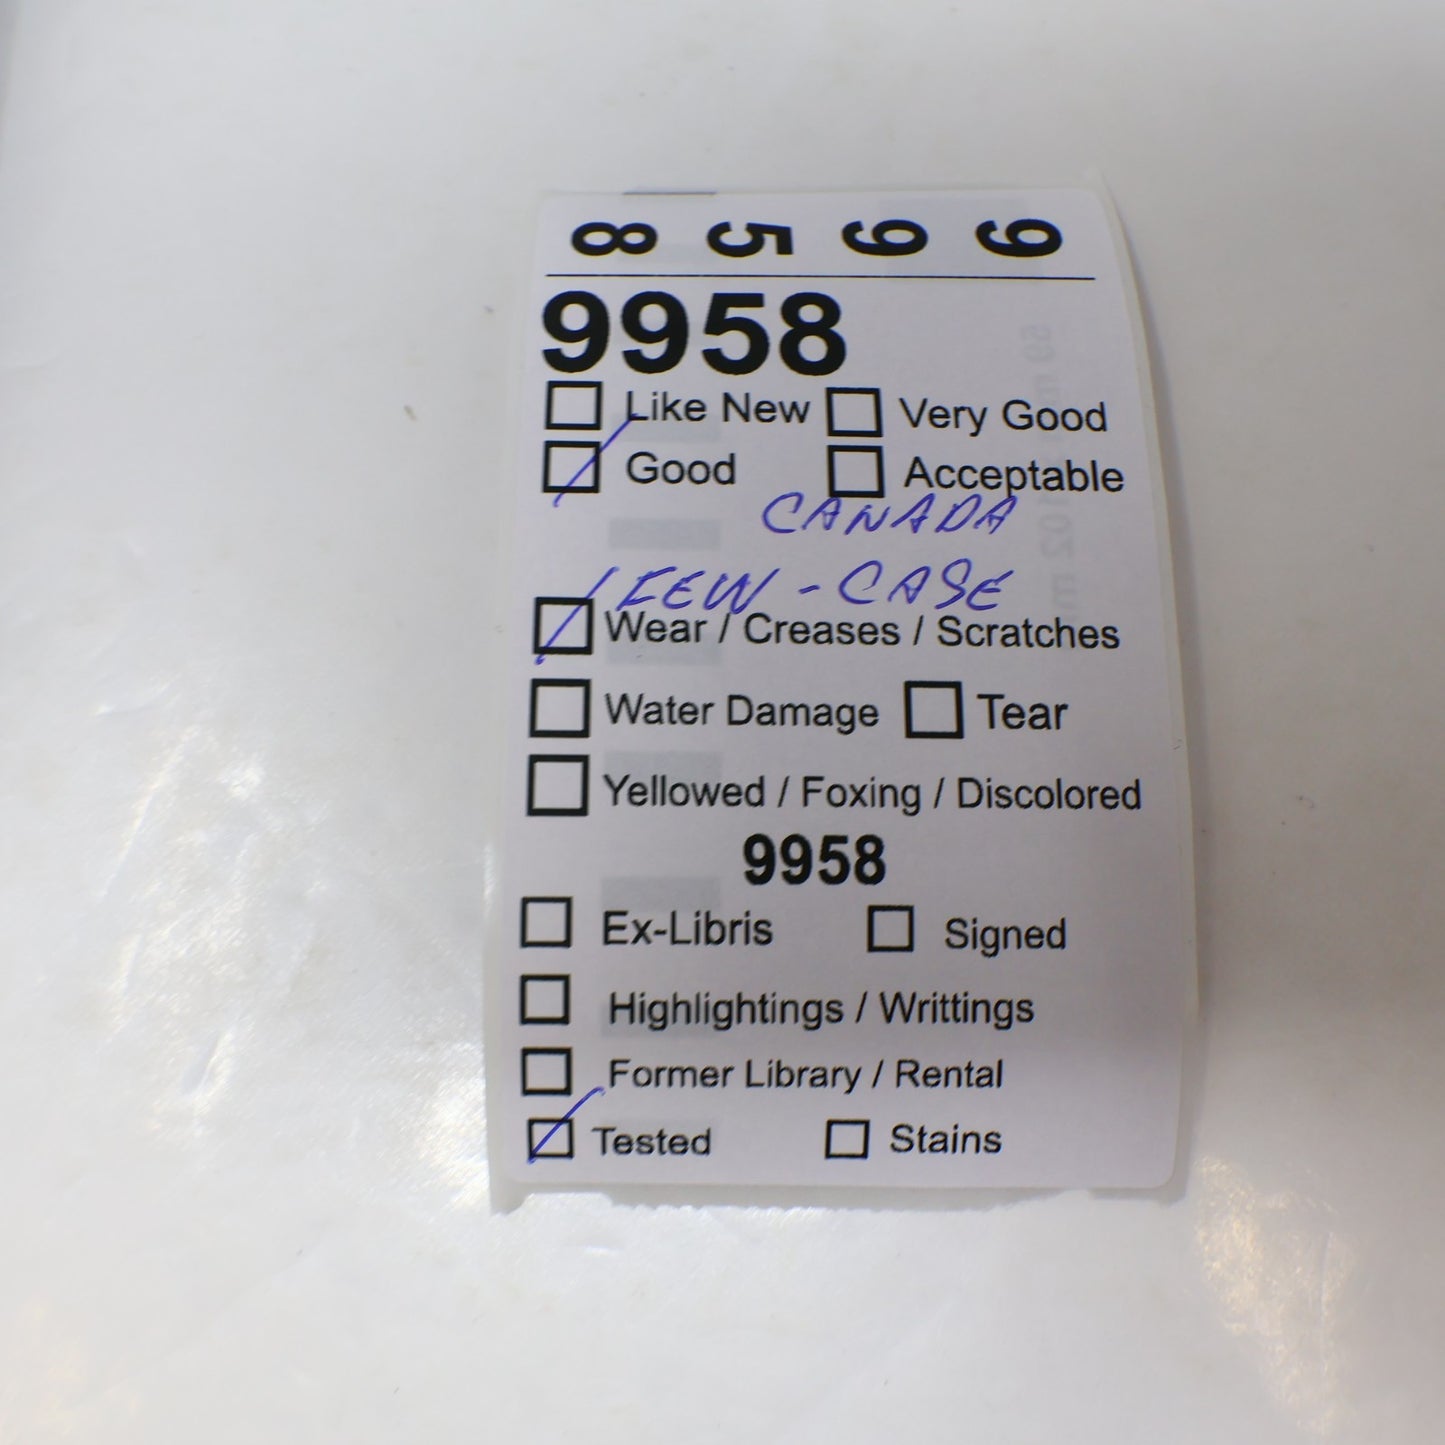 9 9 5 8
9958
Like New Very Good
Good Acceptable
CANADA
FEW - CASE
Wear / Creases / Scratches
Water Damage Tear
Yellowed / Foxing / Discolored
9958
Ex-Libris Signed
Highlightings / Writtings
Former Library / Rental
Tested Stains